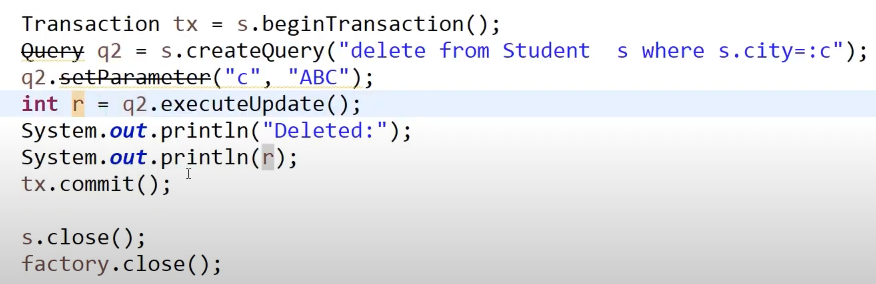 Transaction tx = s.beginTransaction();
Query q2 = s.createQuery("delete from Student  s where s.city=:c");
q2.setParameter("c", "ABC");
int r = q2.executeUpdate();
System.out.println("Deleted:");
System.out.println(r);
tx.commit();
s.close();
factory.close();